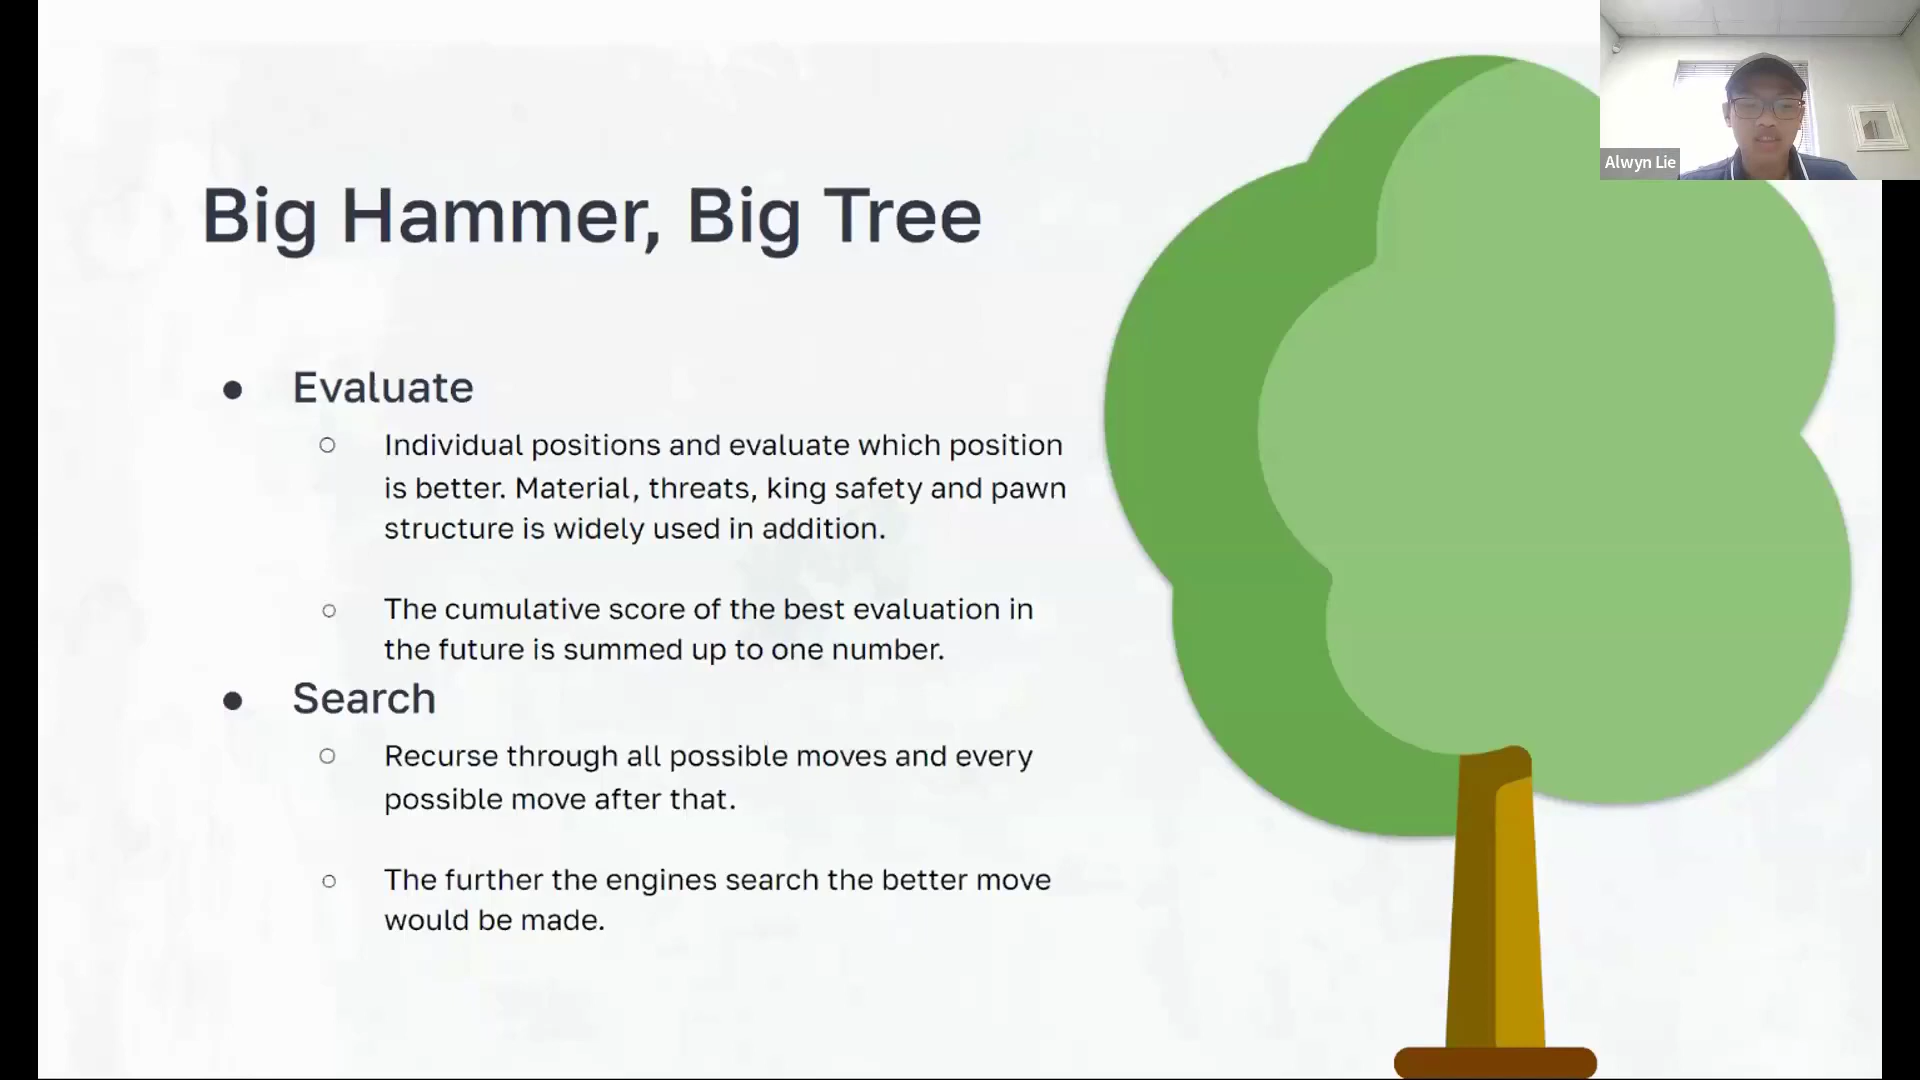 Big Hammer, Big Tree
Alwyn Lie
● Evaluate
○ Individual positions and evaluate which position
is better. Material, threats, king safety and pawn
structure is widely used in addition.
○ The cumulative score of the best evaluation in
the future is summed up to one number.
● Search
○ Recurse through all possible moves and every
possible move after that.
○ The further the engines search the better move
would be made.